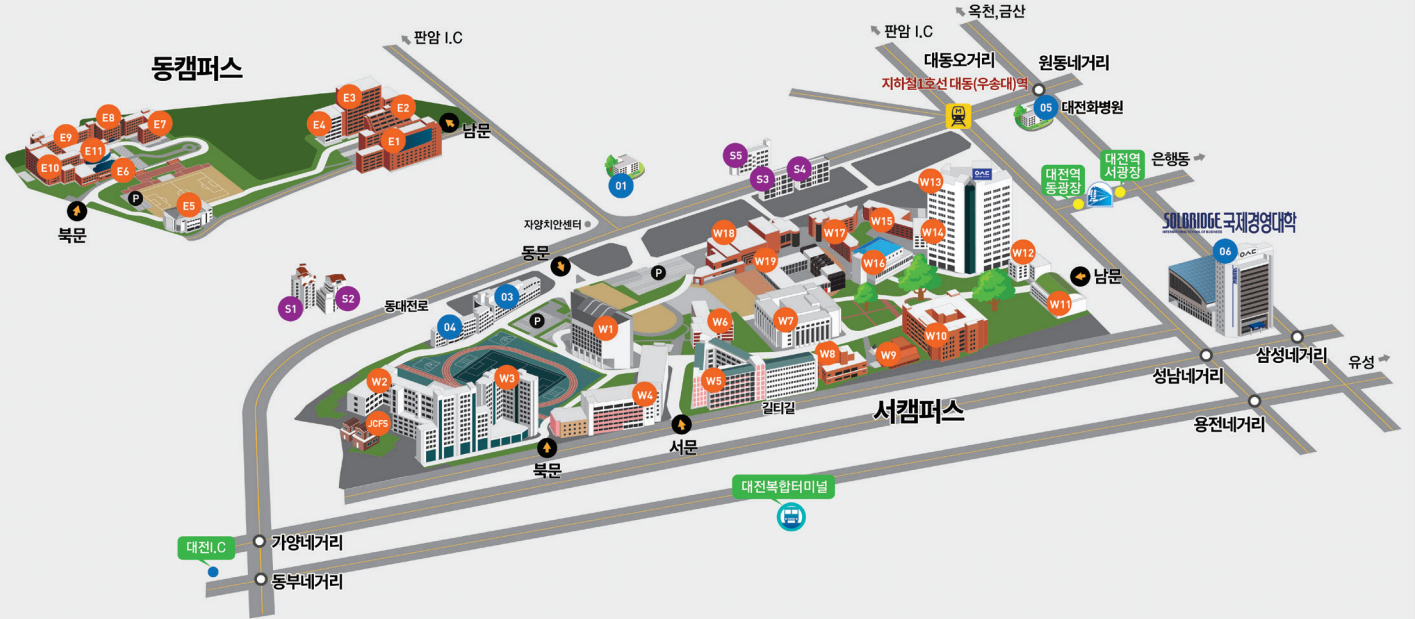 옥천,금산
판암 I.C
판암 I.C
동캠퍼스
대동오거리
원동네거리
지하철1호선 대동(우송대)역
E3
E8
E2
E4
E7
E9
E1
남문
M
05
대전화병원
E11
E10
E6
P
E5
북문
S5
S4
S3
01
은행동
대전역
서광장
대전역
동광장
W13
W15
W14
W17
W18
W19
W16
W12
자양치안센터
동문
P
SOLBRIDGE 국제경영대학
INTERNATIONAL SCHOOL OF BUSINESS
06
남문
W11
S1
S2
동대전로
03
04
P
W1
W6
W7
W10
W8
W9
W5
W2
W3
W4
JCFS
길티길
서캠퍼스
삼성네거리
유성
성남네거리
용전네거리
서문
북문
대전복합터미널
대전I.C
가양네거리
동부네거리